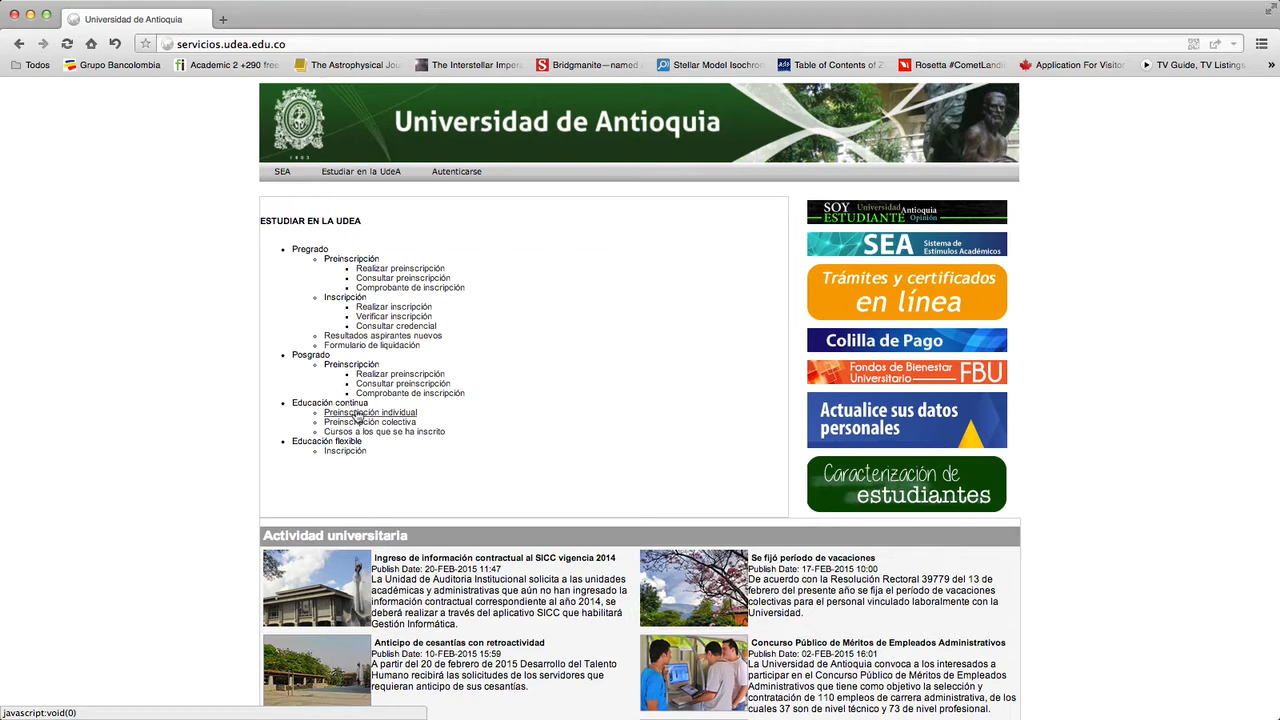 Universidad de Antioquia
servicios.udea.edu.co
Todos
Grupo Bancolombia
Academic 2 +290 free
The Astrophysical Jou
The Interstellar Impera
Bridgmanite—named
Stellar Model Isochron
Table of Contents of Z
Rosetta #CometLandi
Application For Visitor
TV Guide, TV Listings
»
1803
Universidad de Antioquia
SEA
Estudiar en la UdeA
Autenticarse
ESTUDIAR EN LA UDEA
Pregrado
Preinscripción
Realizar preinscripción
Consultar preinscripción
Comprobante de inscripción
Inscripción
Realizar inscripción
Verificar inscripción
Consultar credencial
Resultados aspirantes nuevos
Formulario de liquidación
Posgrado
Preinscripción
Realizar preinscripción
Consultar preinscripción
Comprobante de inscripción
Educación continua
Preinscripción individual
Preinscripción colectiva
Cursos a los que se ha inscrito
Educación flexible
Inscripción
SOY Universidad Antioquia
ESTUDIANTE Opinión
SEA Sistema de
Estímulos Académicos
Trámites y certificados
en línea
Colilla de Pago
Fondos de Bienestar
Universitario FBU
Actualice sus datos
personales
Caracterización de
estudiantes
Actividad universitaria
Ingreso de información contractual al SICC vigencia 2014
Publish Date: 20-FEB-2015 11:47
La Unidad de Auditoria Institucional solicita a las unidades
académicas y administrativas que aún no han ingresado la
información contractual correspondiente al año 2014, se
deberá realizar a través del aplicativo SICC que habilitará
Gestión Informática.
Se fijó período de vacaciones
Publish Date: 17-FEB-2015 10:00
De acuerdo con la Resolución Rectoral 39779 del 13 de
febrero del presente año se fija el período de vacaciones
colectivas para el personal vinculado laboralmente con la
Universidad.
Anticipo de cesantías con retroactividad
Publish Date: 10-FEB-2015 15:59
A partir del 20 de febrero de 2015 Desarrollo del Talento
Humano recibirá las solicitudes de los servidores que
requieran anticipo de sus cesantías.
Concurso Público de Méritos de Empleados Administrativos
Publish Date: 02-FEB-2015 16:01
La Universidad de Antioquia convoca a los interesados a
participar en el Concurso Público de Méritos de Empleados
Administrativos que tiene como objetivo la selección y
contratación de 110 empleos de carrera administrativa, de los
cuales 37 son de nivel técnico y 73 de nivel profesional.
javascript:void(0)